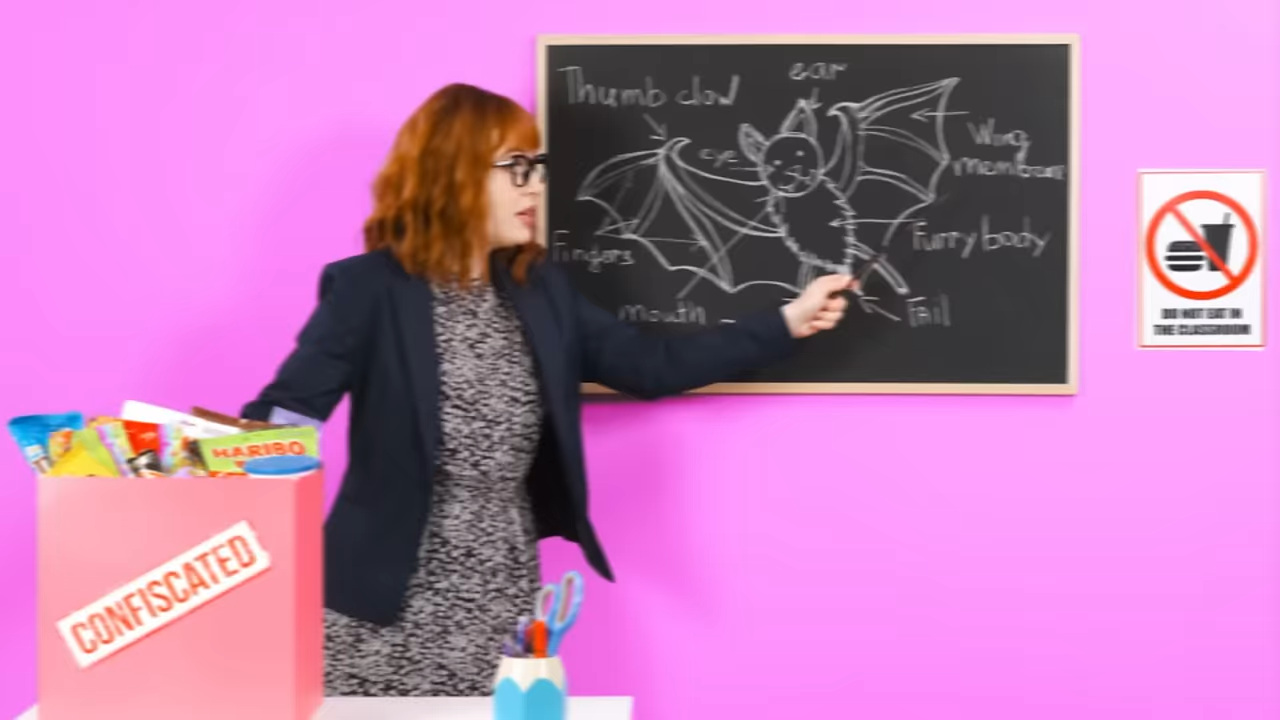 ear
Thumb claw
eye
Wing
membrane
Furry body
Fingers
mouth
Tail
DO NOT EAT IN
THE CLASSROOM
HARIBO
CONFISCATED